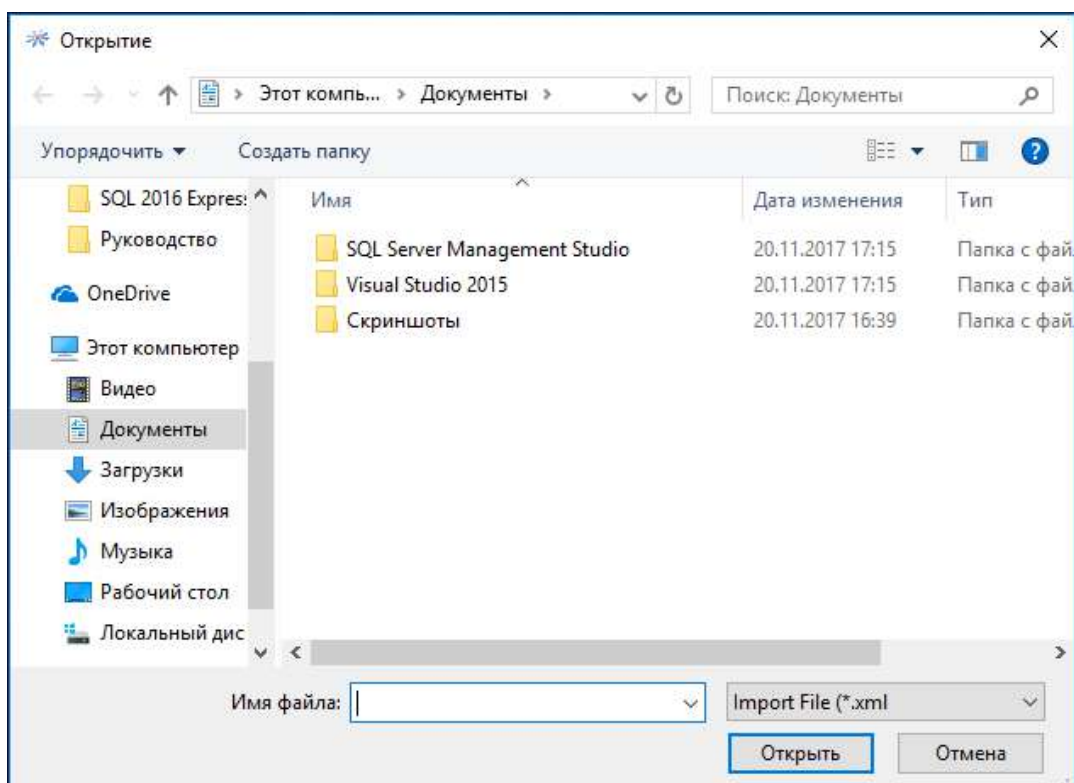 Открытие
Этот компь... > Документы >
Поиск: Документы
Упорядочить
Создать папку
SQL 2016 Express
Руководство
OneDrive
Этот компьютер
Видео
Документы
Загрузки
Изображения
Музыка
Рабочий стол
Локальный дис
Имя Дата изменения Тип
SQL Server Management Studio 20.11.2017 17:15 Папка с фай
Visual Studio 2015 20.11.2017 17:15 Папка с фай
Скриншоты 20.11.2017 16:39 Папка с фай
Имя файла:
Import File (*.xml
Открыть
Отмена